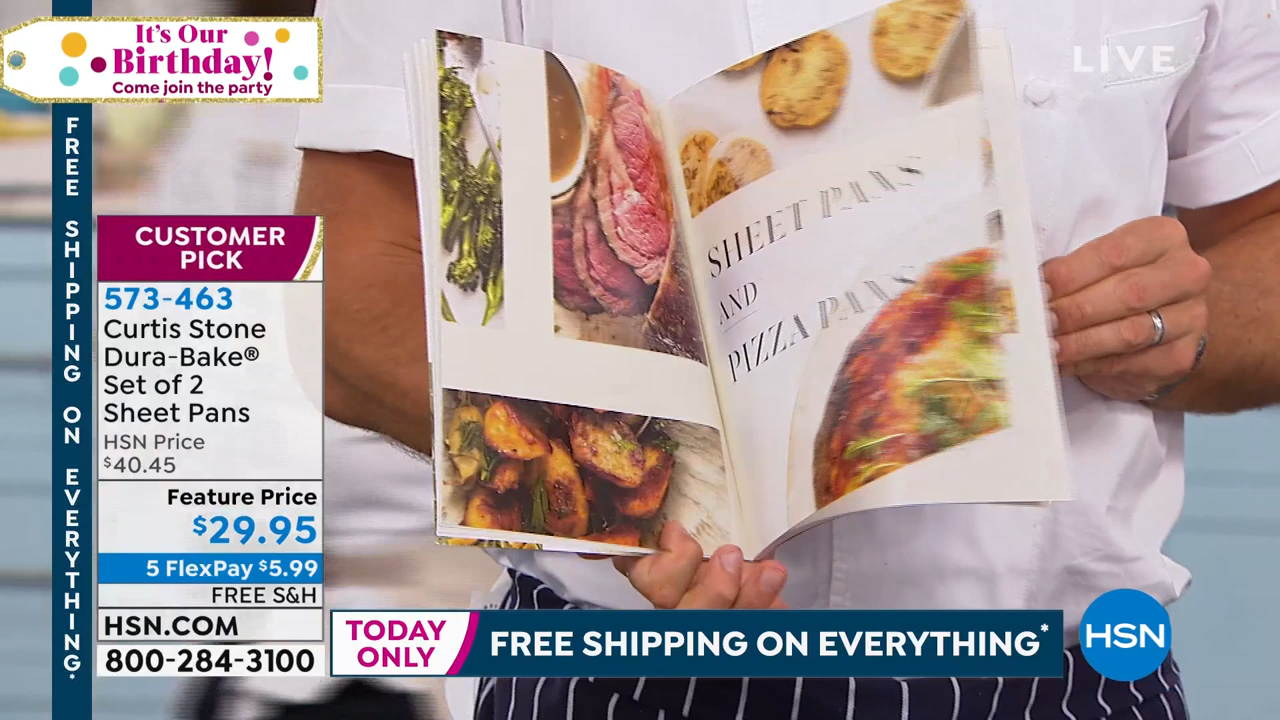 It's Our
Birthday!
Come join the party
LIVE
FREE SHIPPING ON EVERYTHING*
CUSTOMER
PICK
573-463
Curtis Stone
Dura-Bake®
Set of 2
Sheet Pans
HSN Price
$40.45
Feature Price
$29.95
5 FlexPay $5.99
FREE S&H
HSN.COM
800-284-3100
SHEET PANS
AND
PIZZA PANS
TODAY
ONLY
FREE SHIPPING ON EVERYTHING*
HSN